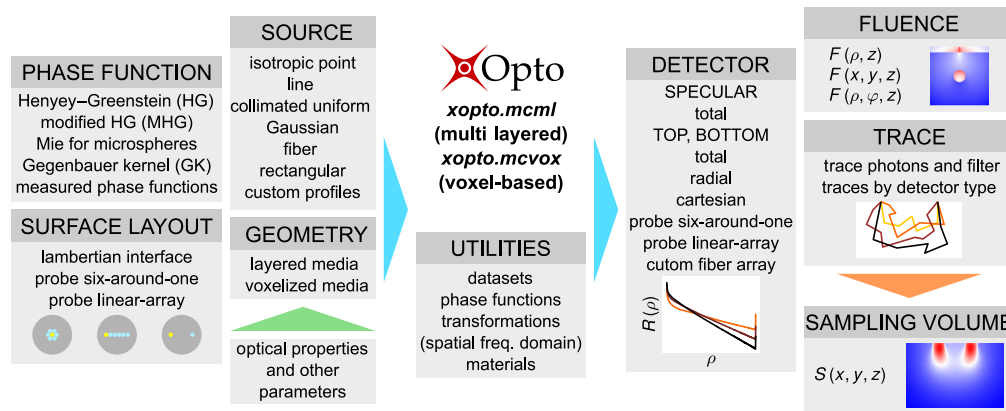 PHASE FUNCTION
Henyey–Greenstein (HG)
modified HG (MHG)
Mie for microspheres
Gegenbauer kernel (GK)
measured phase functions
SURFACE LAYOUT
lambertian interface
probe six-around-one
probe linear-array
SOURCE
isotropic point
line
collimated uniform
Gaussian
fiber
rectangular
custom profiles
GEOMETRY
layered media
voxelized media
optical properties
and other
parameters
Opto
xopto.mcml
(multi layered)
xopto.mcvox
(voxel-based)
UTILITIES
datasets
phase functions
transformations
(spatial freq. domain)
materials
DETECTOR
SPECULAR
total
TOP, BOTTOM
total
radial
cartesian
probe six-around-one
probe linear-array
cutom fiber array
R(ρ)
ρ
FLUENCE
F(ρ, z)
F(x, y, z)
F(ρ, φ, z)
TRACE
trace photons and filter
traces by detector type
SAMPLING VOLUME
S(x, y, z)